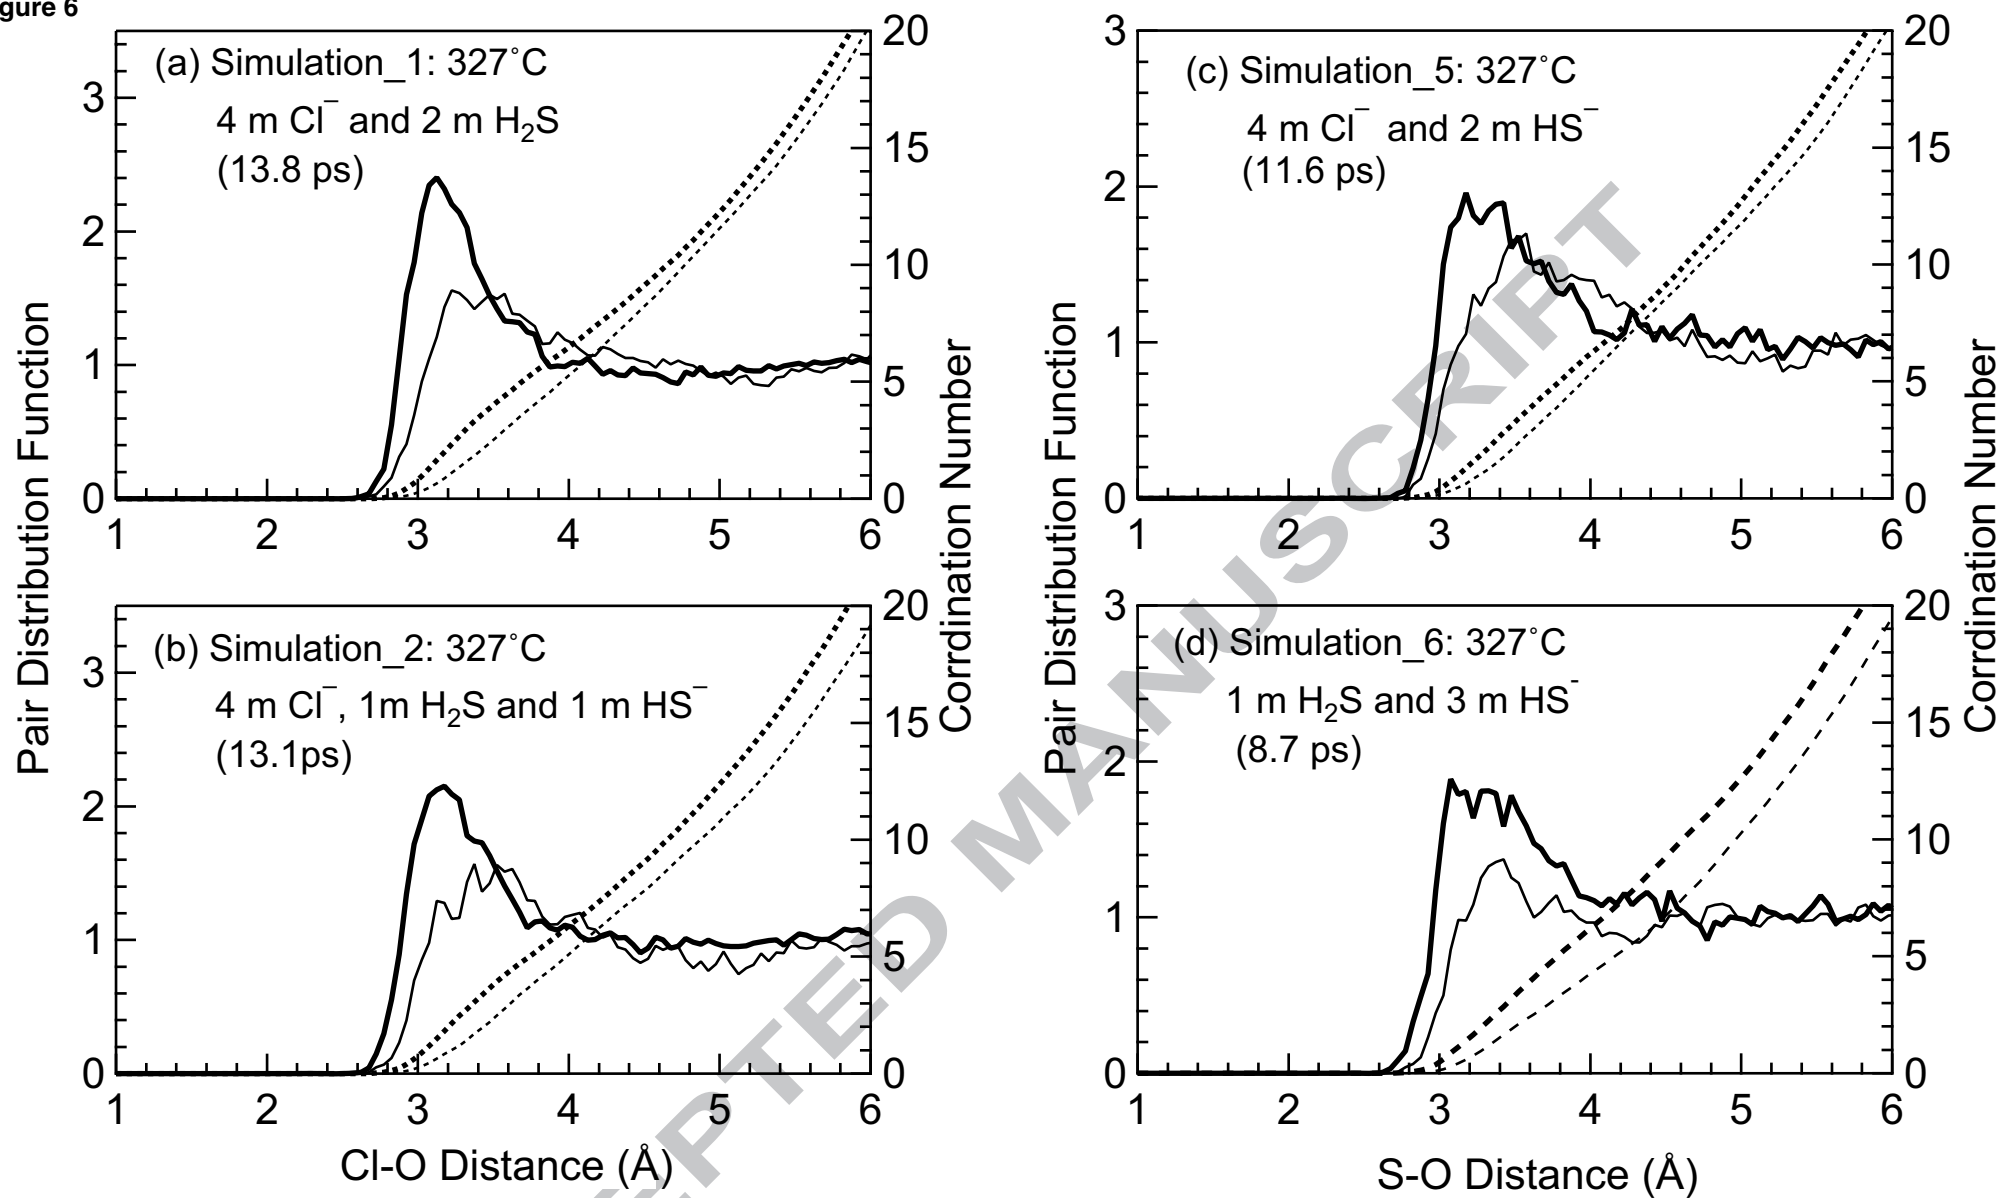 gure 6
(a) Simulation_1: 327˚C
4 m Cl⁻ and 2 m H₂S
(13.8 ps)
3
2
1
0
20
15
10
5
0
1 2 3 4 5 6
(b) Simulation_2: 327˚C
4 m Cl⁻, 1m H₂S and 1 m HS⁻
(13.1ps)
3
2
1
0
20
15
10
5
0
1 2 3 4 5 6
Pair Distribution Function
Corrdination Number
Cl-O Distance (Å)
(c) Simulation_5: 327˚C
4 m Cl⁻ and 2 m HS⁻
(11.6 ps)
3
2
1
0
20
15
10
5
0
1 2 3 4 5 6
(d) Simulation_6: 327˚C
1 m H₂S and 3 m HS⁻
(8.7 ps)
3
2
1
0
20
15
10
5
0
1 2 3 4 5 6
Pair Distribution Function
Corrdination Number
S-O Distance (Å)
PTED MANUSCRIPT